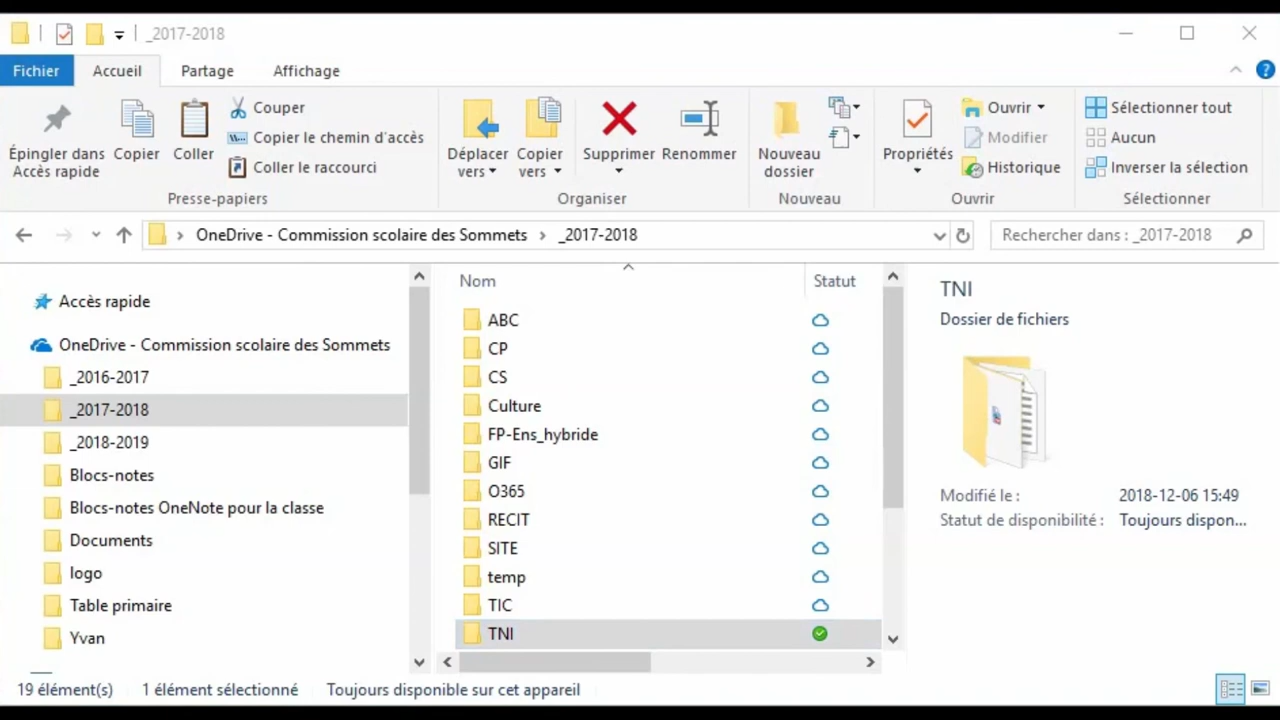 _2017-2018
Fichier
Accueil
Partage
Affichage
Épingler dans
Accès rapide
Copier
Coller
Couper
Copier le chemin d'accès
Coller le raccourci
Presse-papiers
Déplacer
vers
Copier
vers
Supprimer
Renommer
Organiser
Nouveau
dossier
Nouveau
Propriétés
Ouvrir
Modifier
Historique
Ouvrir
Sélectionner tout
Aucun
Inverser la sélection
Sélectionner
OneDrive - Commission scolaire des Sommets > _2017-2018
Rechercher dans : _2017-2018
Accès rapide
OneDrive - Commission scolaire des Sommets
_2016-2017
_2017-2018
_2018-2019
Blocs-notes
Blocs-notes OneNote pour la classe
Documents
logo
Table primaire
Yvan
Nom
Statut
ABC
CP
CS
Culture
FP-Ens_hybride
GIF
O365
RECIT
SITE
temp
TIC
TNI
TNI
Dossier de fichiers
Modifié le : 2018-12-06 15:49
Statut de disponibilité : Toujours dispon...
19 élément(s) 1 élément sélectionné Toujours disponible sur cet appareil